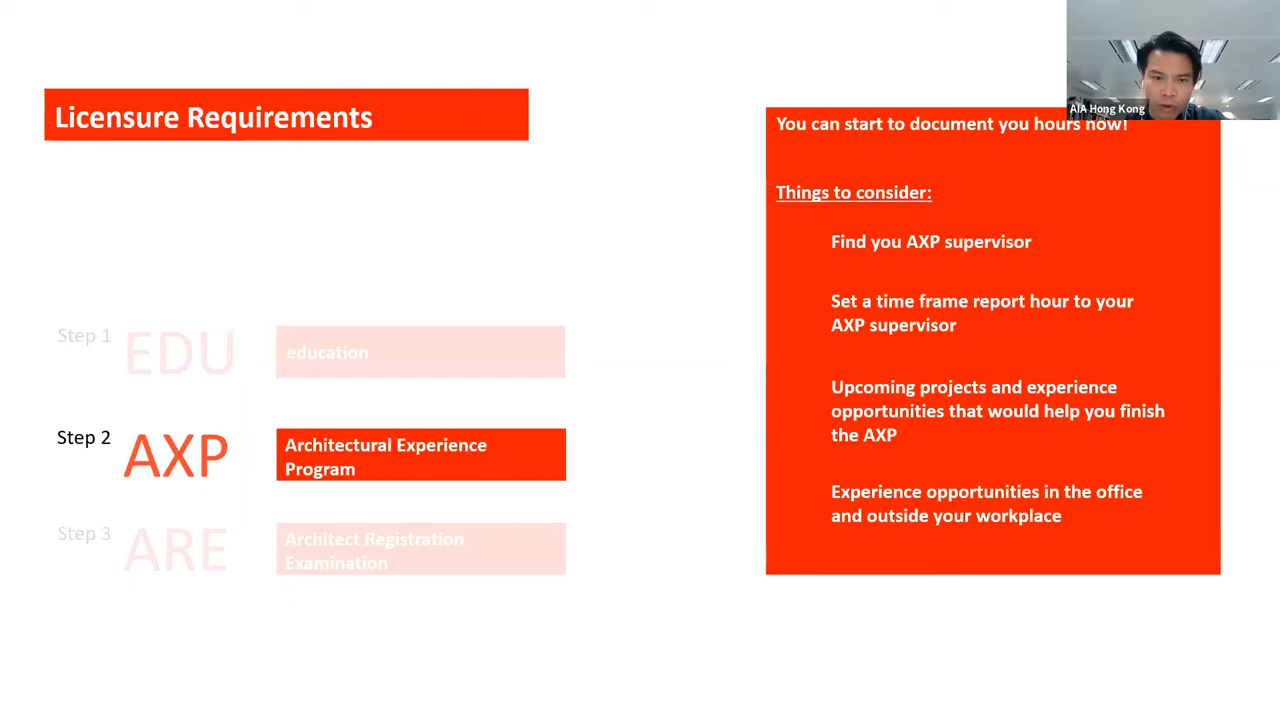 Licensure Requirements
AIA Hong Kong
You can start to document you hours now!
Things to consider:
Find you AXP supervisor
Set a time frame report hour to your
AXP supervisor
Upcoming projects and experience
opportunities that would help you finish
the AXP
Experience opportunities in the office
and outside your workplace
Step 1
EDU
education
Step 2
AXP
Architectural Experience
Program
Step 3
ARE
Architect Registration
Examination